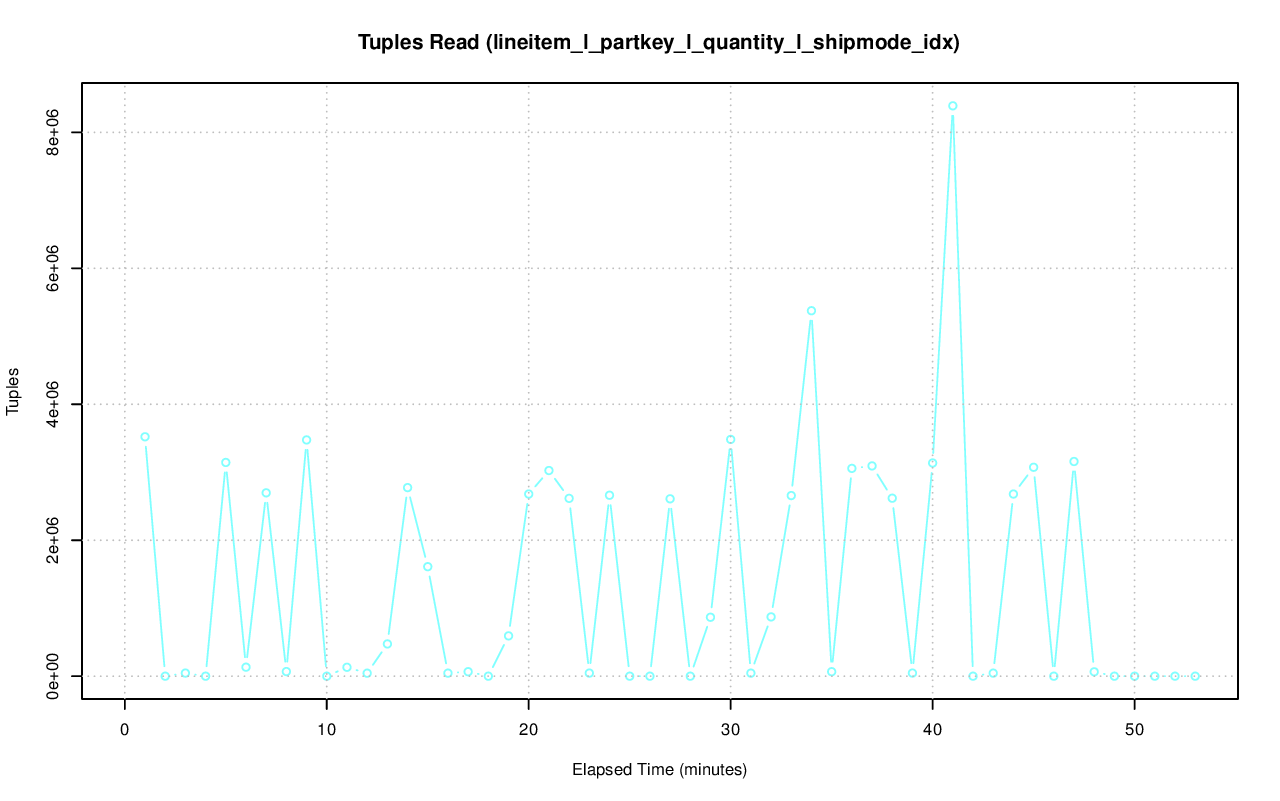 Tuples Read (lineitem_l_partkey_l_quantity_l_shipmode_idx)
Tuples
8e+06
6e+06
4e+06
2e+06
0e+00
0 10 20 30 40 50
Elapsed Time (minutes)